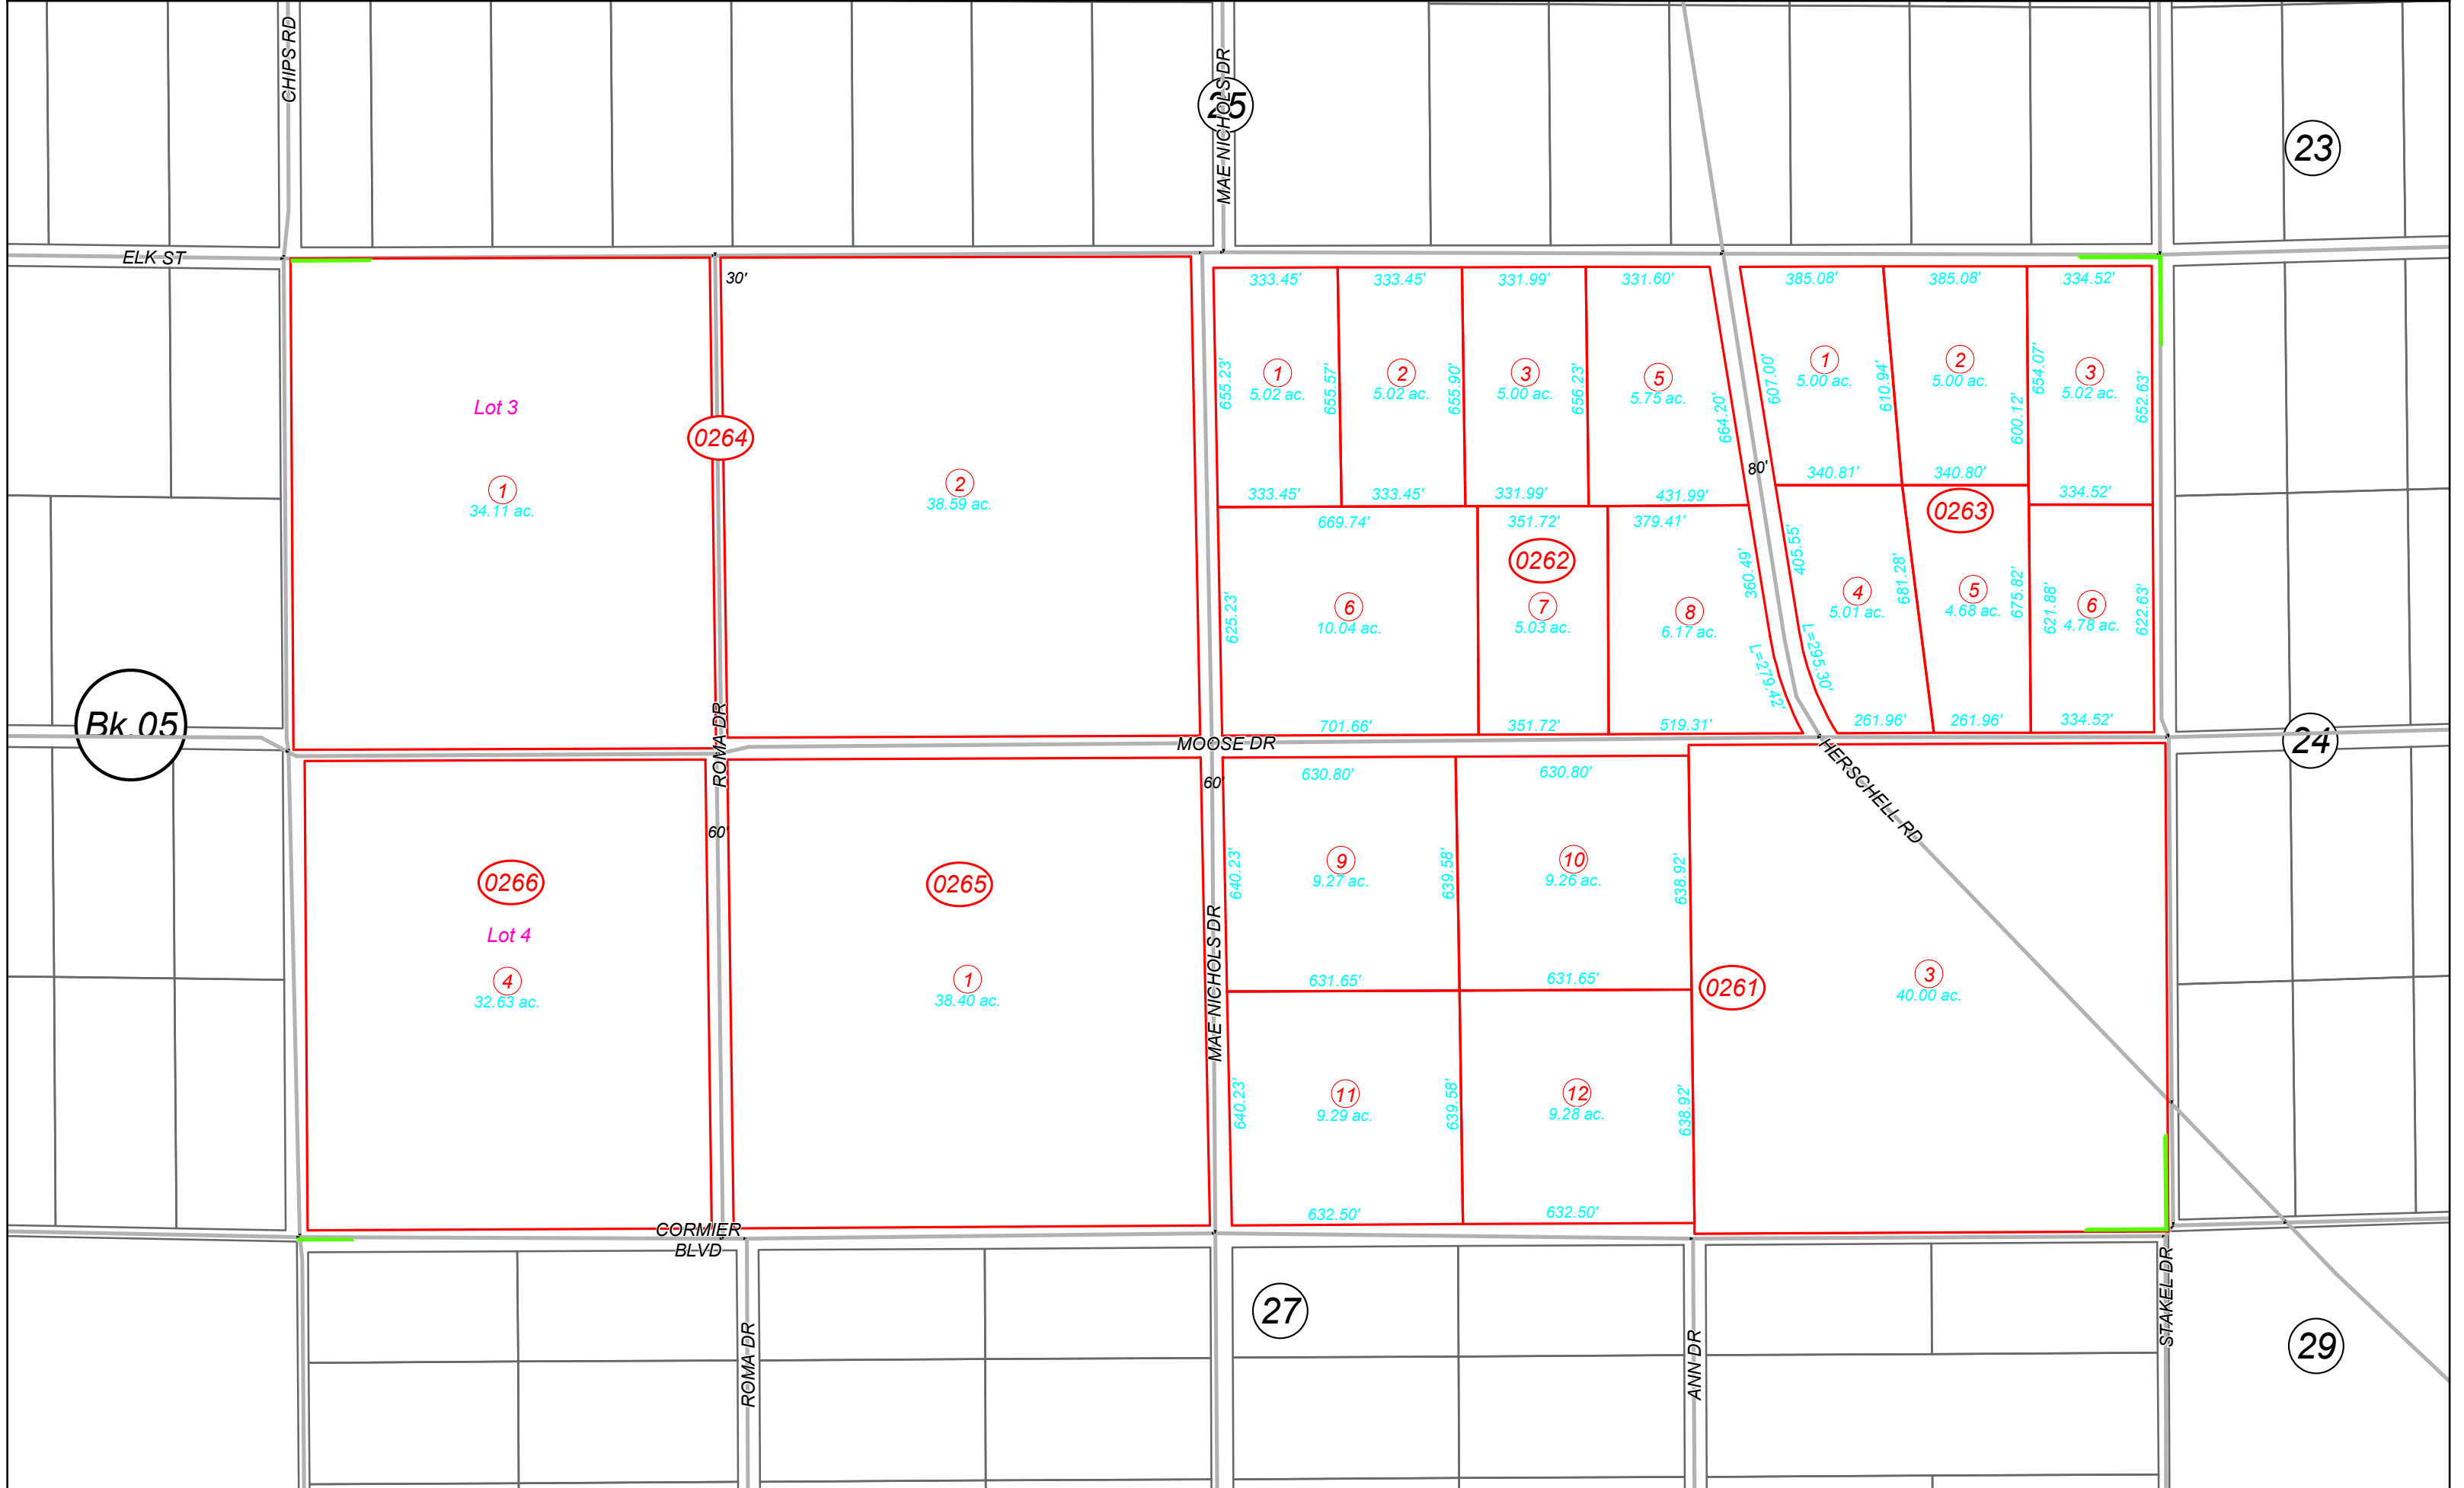 CHIPS RD
MAE NICHOLS DR
25
23
ELK ST
30'
333.45'
333.45'
331.99'
331.60'
385.08'
385.08'
334.52'
655.23'
1
5.02 ac.
655.57'
2
5.02 ac.
655.90'
3
5.00 ac.
656.23'
5
5.75 ac.
664.20'
607.00'
1
5.00 ac.
610.94'
2
5.00 ac.
600.12'
654.07'
3
5.02 ac.
652.63'
Lot 3
0264
1
34.11 ac.
2
38.59 ac.
80'
333.45'
333.45'
331.99'
431.99'
340.81'
340.80'
334.52'
669.74'
351.72'
379.41'
0262
0263
625.23'
6
10.04 ac.
7
5.03 ac.
8
6.17 ac.
360.49'
L=279.42'
405.55'
L=295.30'
4
5.01 ac.
681.28'
5
4.68 ac.
675.82'
621.88'
6
4.78 ac.
622.63'
701.66'
351.72'
519.31'
261.96'
261.96'
334.52'
Bk.05
ROMA DR
MOOSE DR
HERSCHELL RD
24
60'
60'
630.80'
630.80'
640.23'
9
9.27 ac.
639.58'
10
9.26 ac.
638.92'
0266
Lot 4
4
32.63 ac.
0265
1
38.40 ac.
MAE NICHOLS DR
631.65'
631.65'
0261
3
40.00 ac.
640.23'
11
9.29 ac.
639.58'
12
9.28 ac.
638.92'
632.50'
632.50'
CORMIER
BLVD
ROMA DR
27
ANN DR
STAKEL DR
29